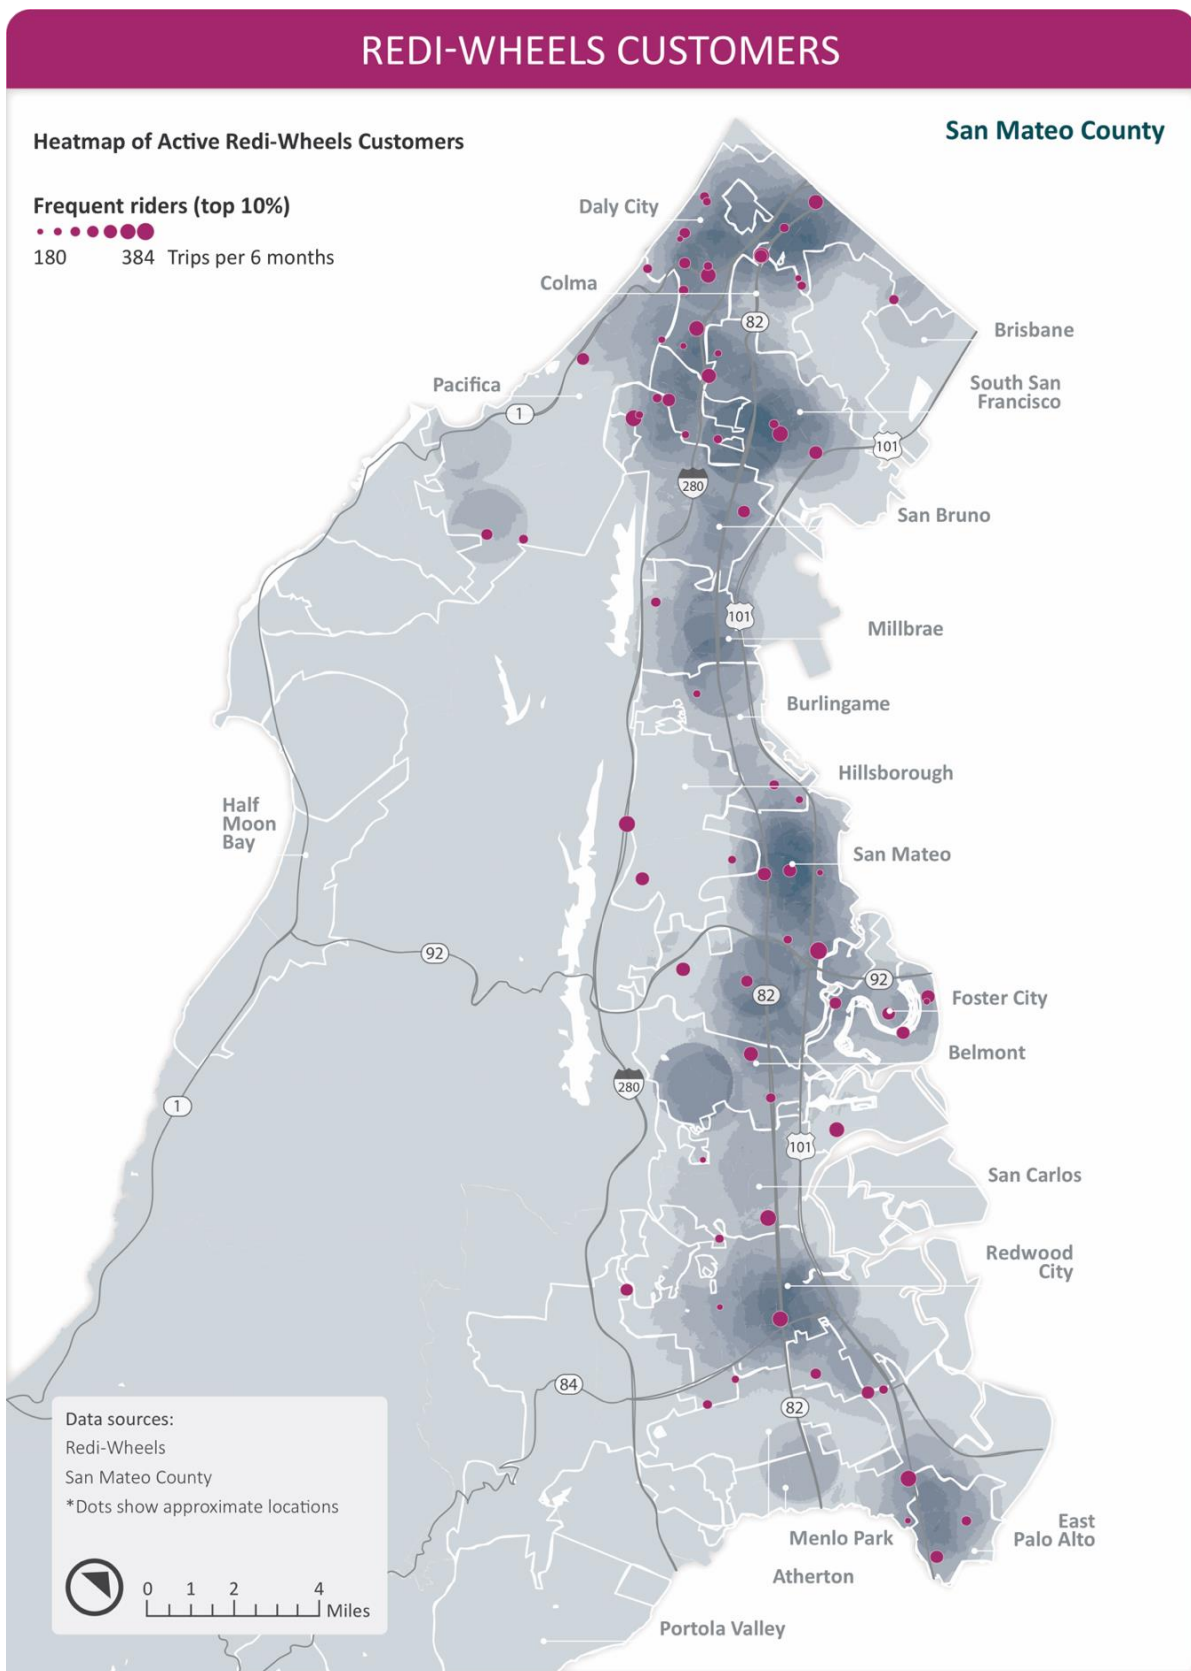 REDI-WHEELS CUSTOMERS
Heatmap of Active Redi-Wheels Customers
San Mateo County
Frequent riders (top 10%)
180 384 Trips per 6 months
Daly City
Colma
82
Brisbane
South San
Francisco
Pacifica
1
101
280
San Bruno
101
Millbrae
Burlingame
Hillsborough
Half
Moon
Bay
San Mateo
92
92
82
Foster City
Belmont
280
1
101
San Carlos
Redwood
City
84
82
Data sources:
Redi-Wheels
San Mateo County
*Dots show approximate locations
East
Palo Alto
Menlo Park
Atherton
0 1 2 4
Miles
Portola Valley